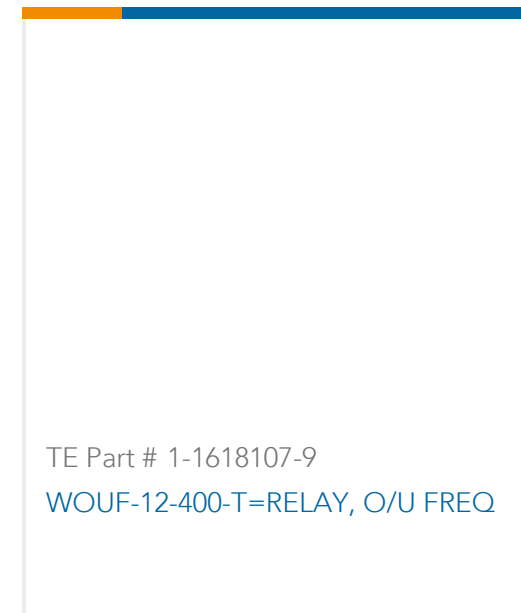 TE Part # 1-1618107-9
WOUF-12-400-T=RELAY, O/U FREQ